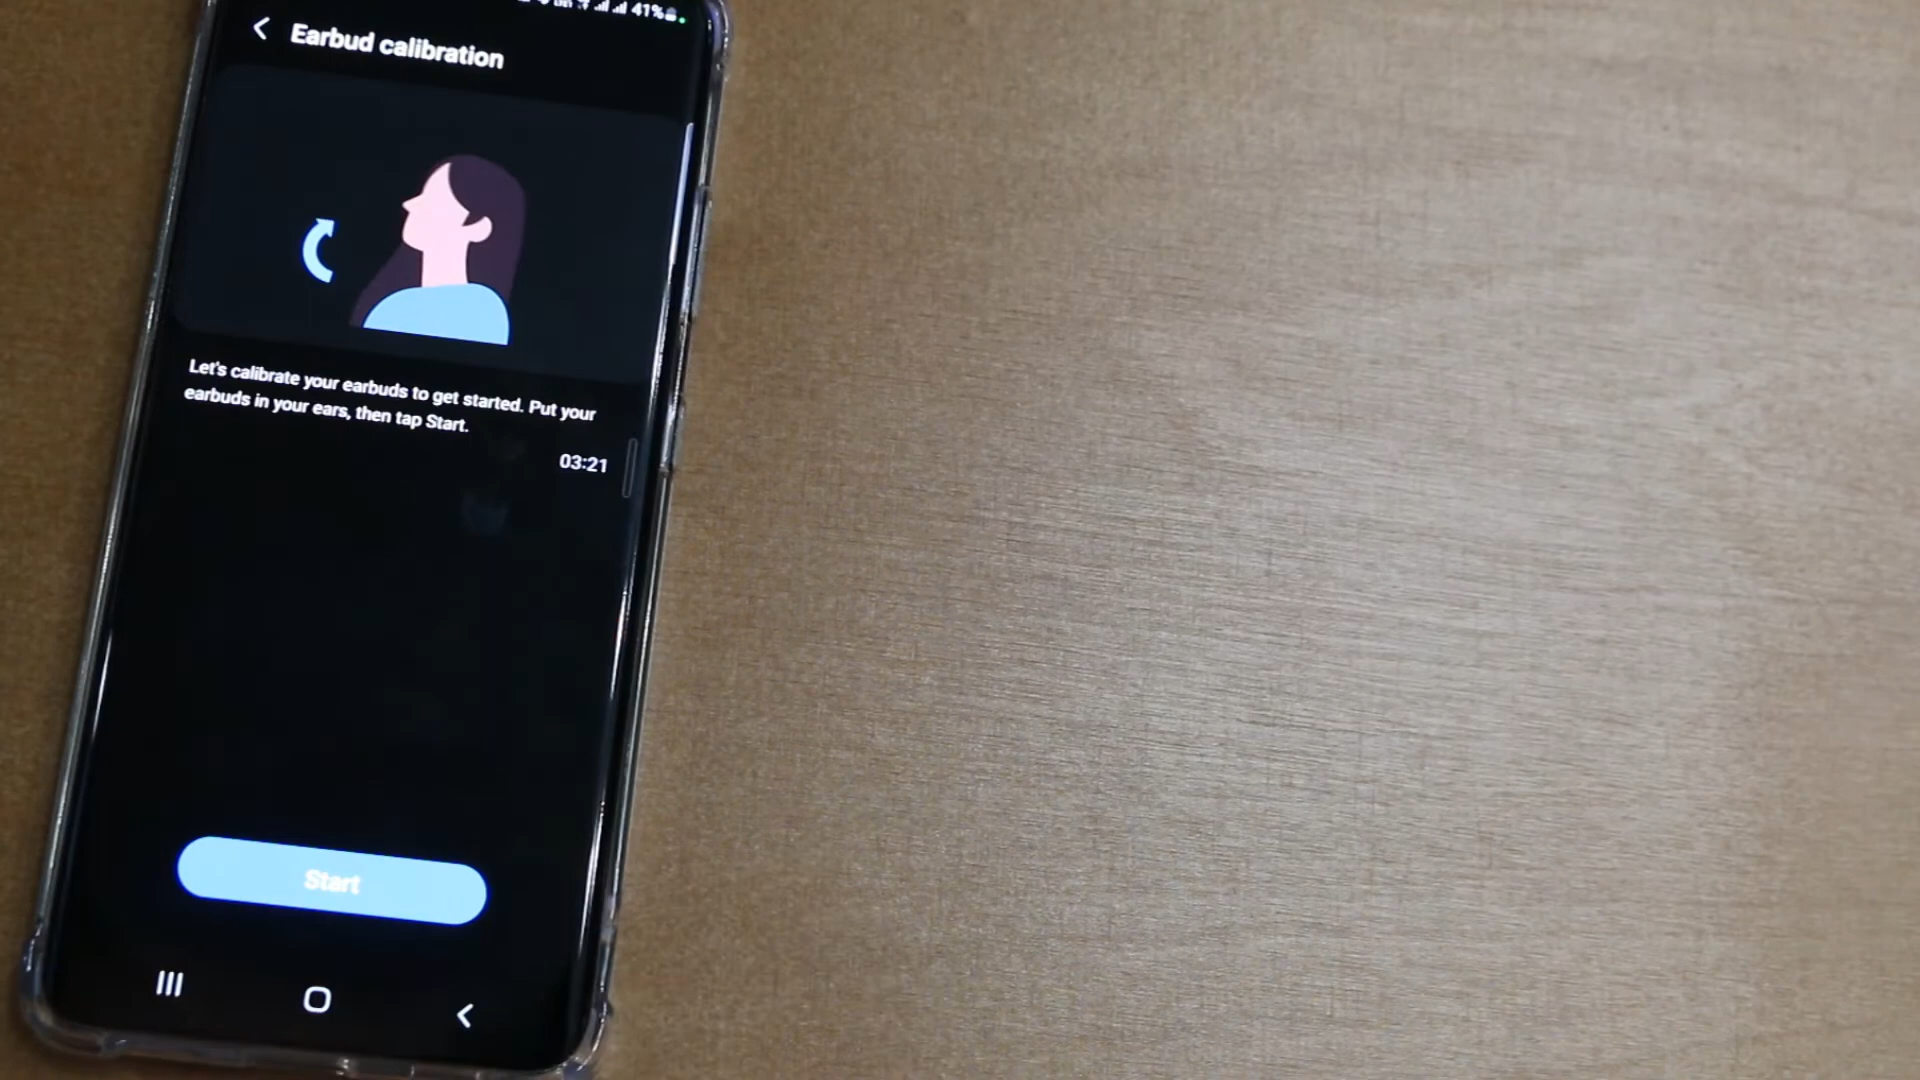 41%
Earbud calibration
Let's calibrate your earbuds to get started. Put your
earbuds in your ears, then tap Start.
03:21
Start